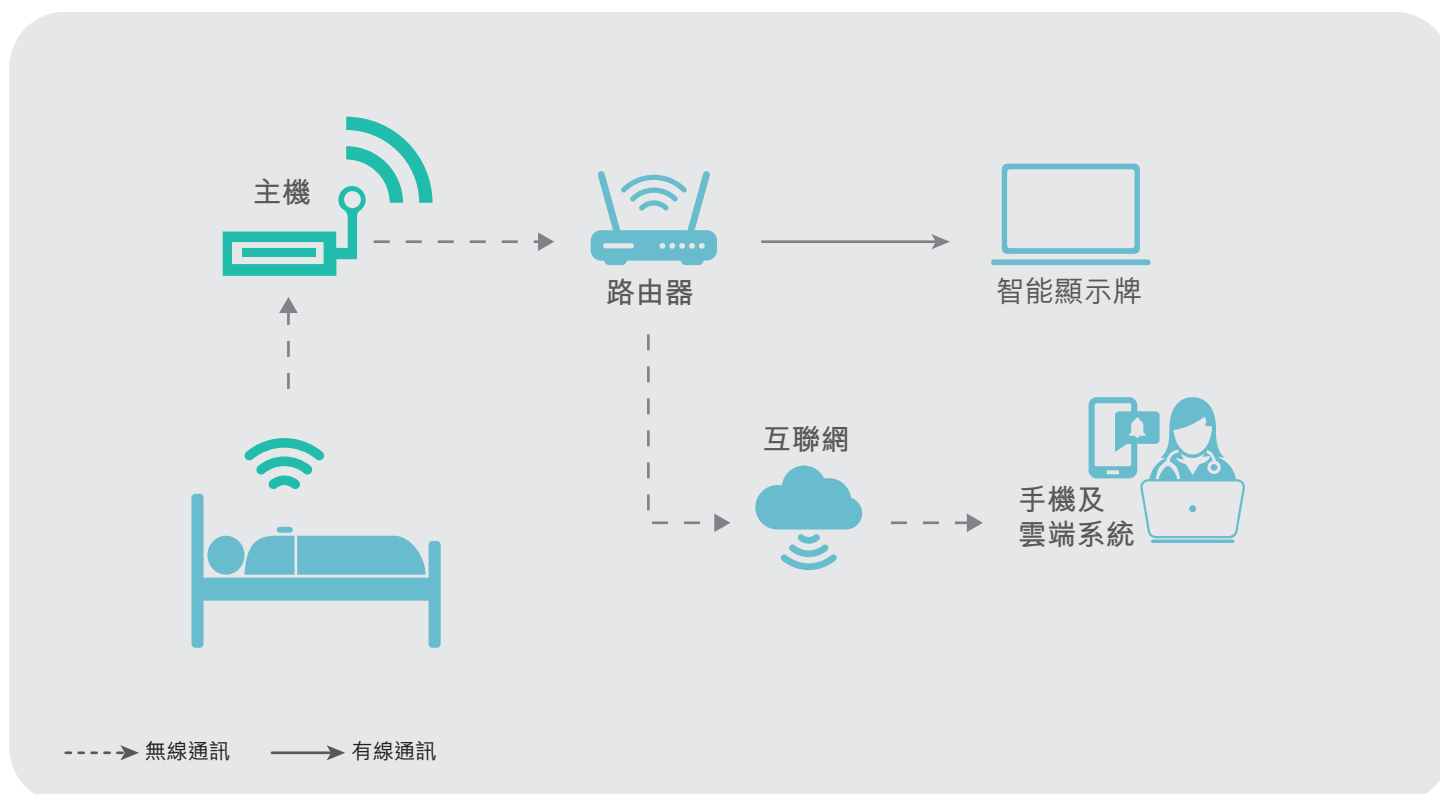 主機
路由器
智能顯示牌
互聯網
手機及
雲端系統
無線通訊
有線通訊